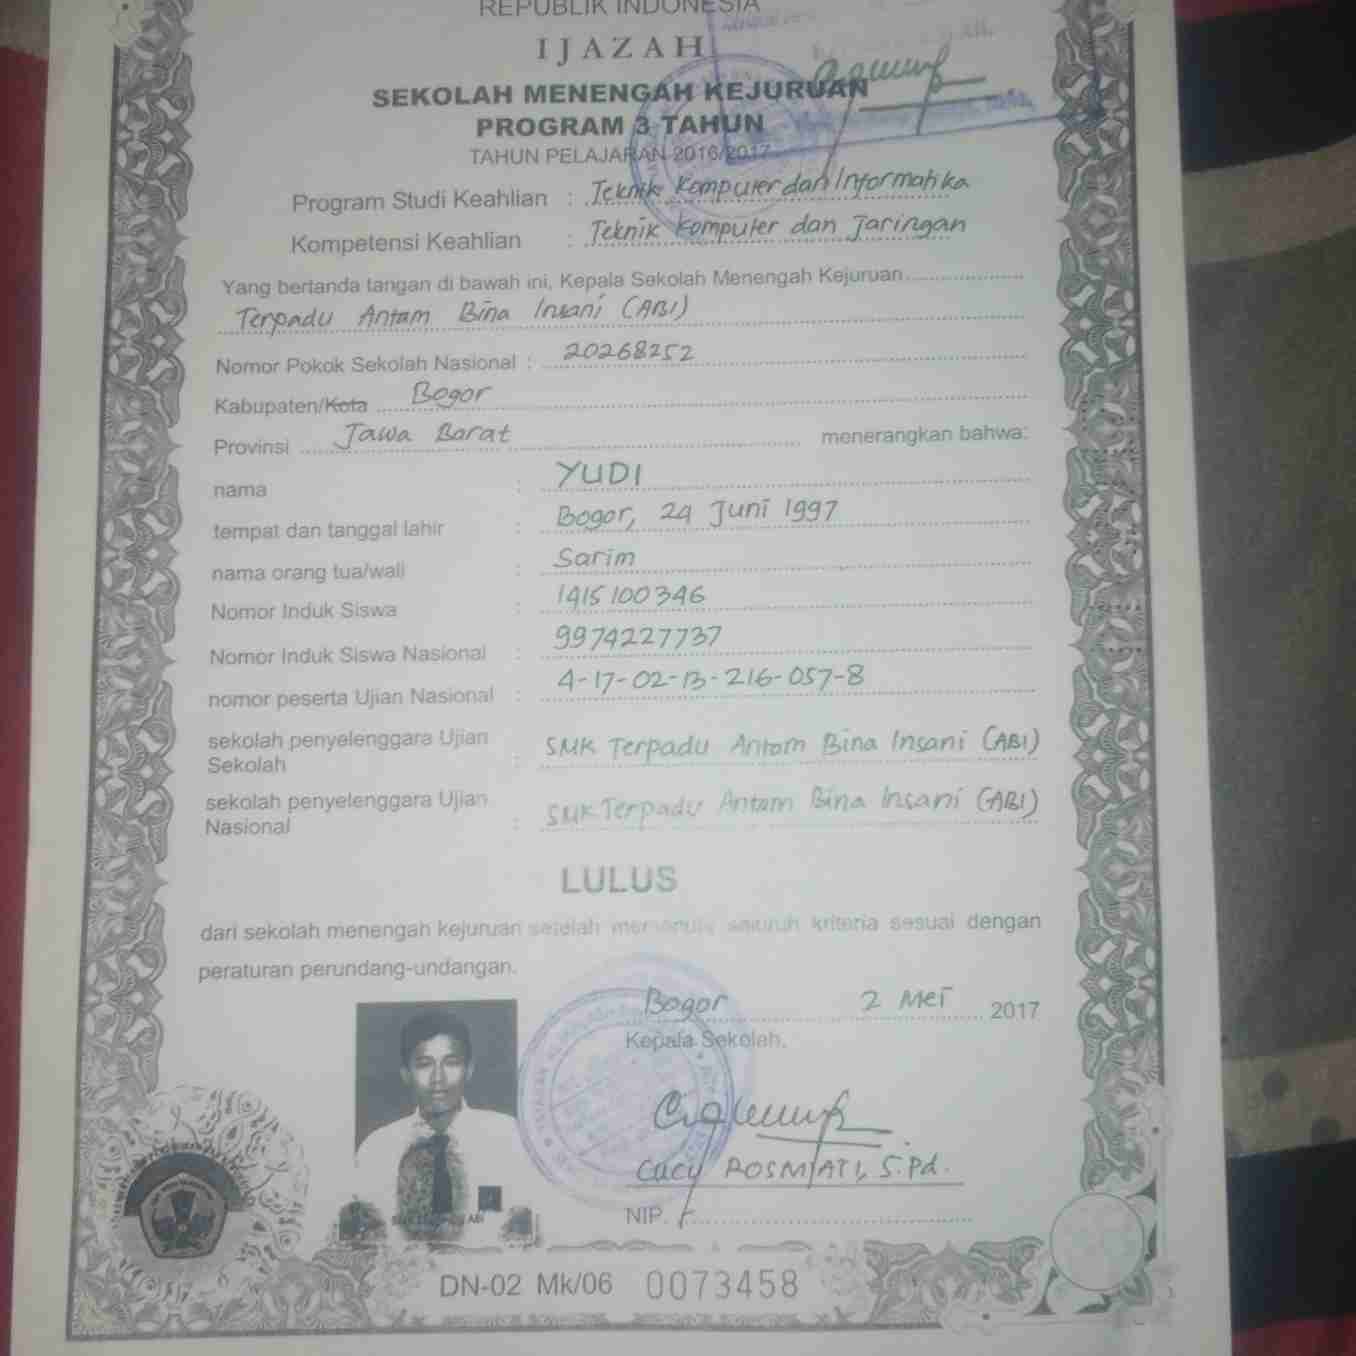 REPUBLIK INDONESIA
IJAZAH
SEKOLAH MENENGAH KEJURUAN
PROGRAM 3 TAHUN
TAHUN PELAJARAN 2016/2017
Program Studi Keahlian : Teknik Komputer dan Informatika
Kompetensi Keahlian : Teknik Komputer dan Jaringan
Yang bertanda tangan di bawah ini, Kepala Sekolah Menengah Kejuruan
Terpadu Antam Bina Insani (ABI)
Nomor Pokok Sekolah Nasional : 20268252
Kabupaten/Kota Bogor
Provinsi Jawa Barat menerangkan bahwa:
nama : YUDI
tempat dan tanggal lahir : Bogor, 24 Juni 1997
nama orang tua/wali : Sarim
Nomor Induk Siswa : 1415100346
Nomor Induk Siswa Nasional : 9974227737
nomor peserta Ujian Nasional : 4-17-02-13-216-057-8
sekolah penyelenggara Ujian
Sekolah : SMK Terpadu Antam Bina Insani (ABI)
sekolah penyelenggara Ujian
Nasional : SMK Terpadu Antam Bina Insani (ABI)
LULUS
dari sekolah menengah kejuruan setelah memenuhi seluruh kriteria sesuai dengan
peraturan perundang-undangan.
Bogor 2 Mei 2017
Kepala Sekolah,
Cucy ROSMIATI, S.Pd.
NIP. -
DN-02 Mk/06 0073458